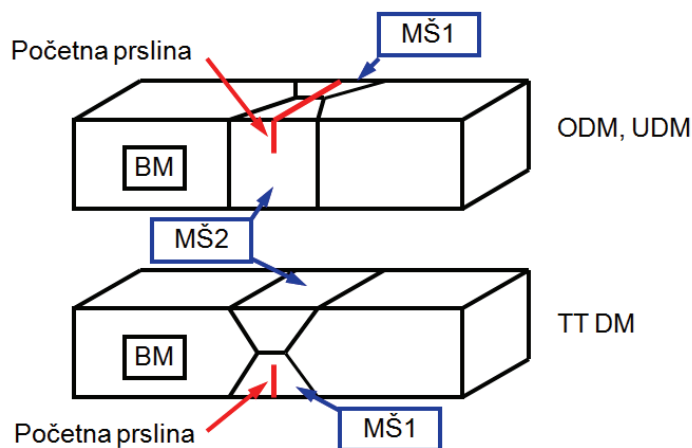 MŠ1
Početna prslina
ODM, UDM
BM
MŠ2
TT DM
BM
Početna prslina
MŠ1